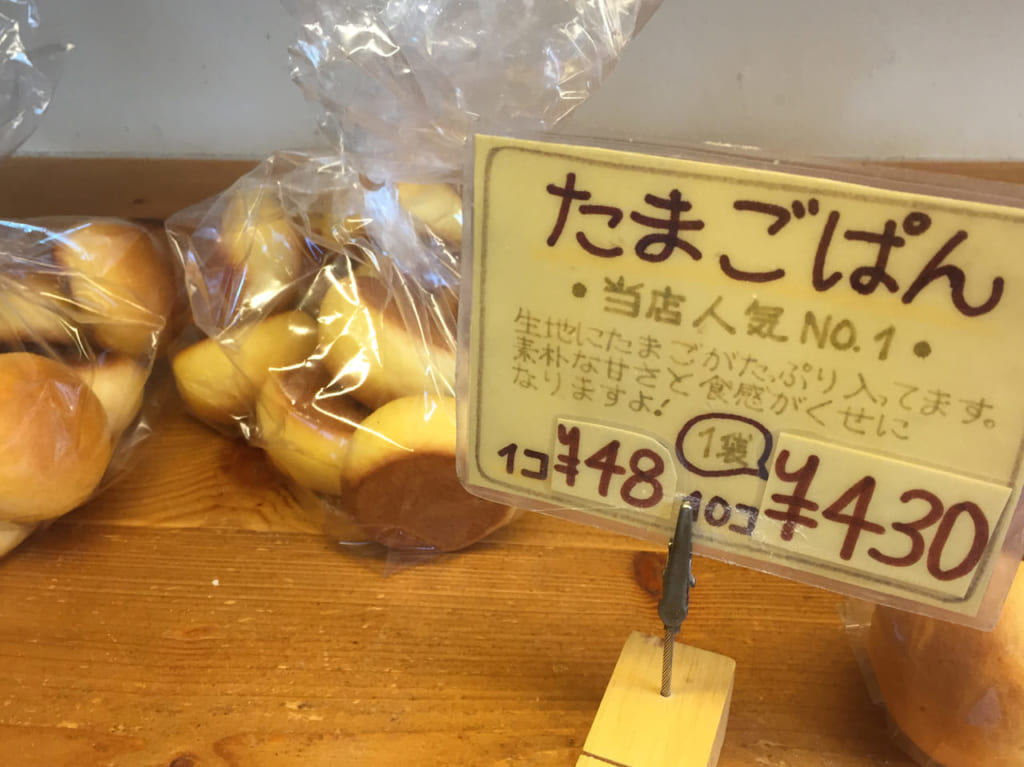 たまごぱん
・当店人気NO.1・
生地にたまごがたっぷり入ってます。
素朴な甘さと食感がくせに
なりますよ!
1コ ¥48 1袋 10コ ¥430